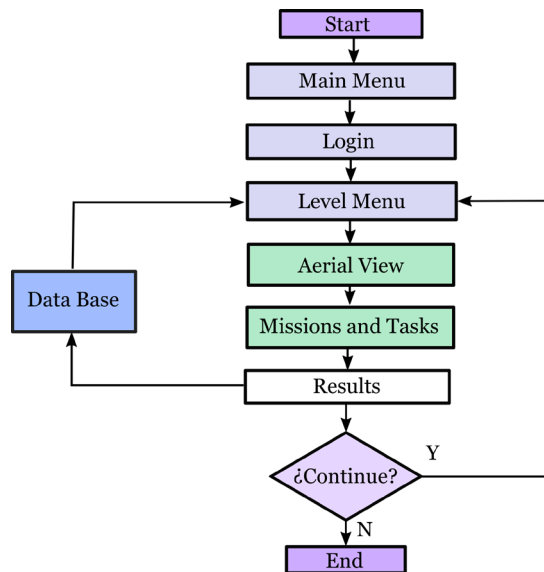 Start
Main Menu
Login
Level Menu
Aerial View
Data Base
Missions and Tasks
Results
¿Continue?
Y
N
End